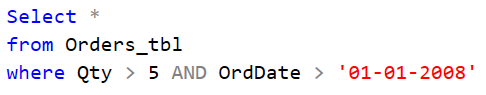 Select *
from Orders_tbl
where Qty > 5 AND OrdDate > '01-01-2008'